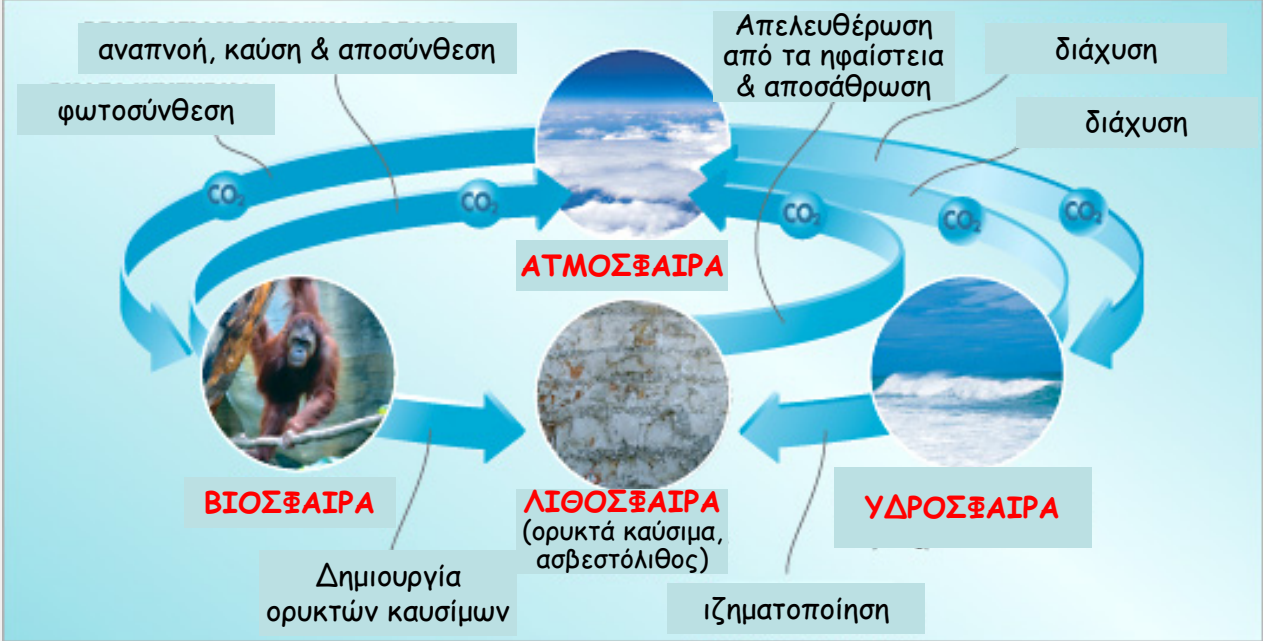 αναπνοή, καύση & αποσύνθεση
φωτοσύνθεση
Απελευθέρωση
από τα ηφαίστεια
& αποσάθρωση
διάχυση
διάχυση
CO₂
CO₂
CO₂
CO₂
CO₂
ΑΤΜΟΣΦΑΙΡΑ
ΒΙΟΣΦΑΙΡΑ
ΛΙΘΟΣΦΑΙΡΑ
(ορυκτά καύσιμα,
ασβεστόλιθος)
ΥΔΡΟΣΦΑΙΡΑ
Δημιουργία
ορυκτών καυσίμων
ιζηματοποίηση